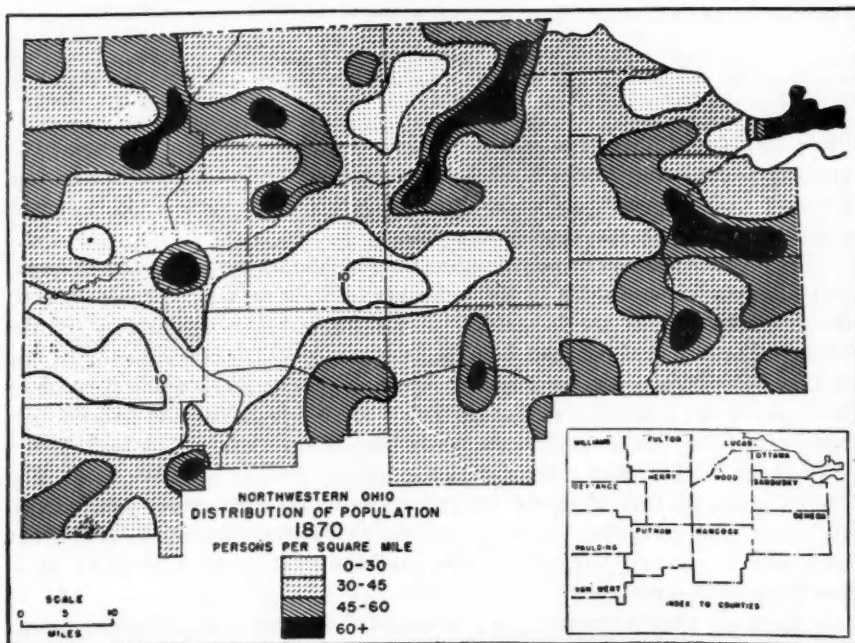 10
10
NORTHWESTERN OHIO
DISTRIBUTION OF POPULATION
1870
PERSONS PER SQUARE MILE
0-30
30-45
45-60
60+
SCALE
0 5 10
MILES
WILLIAMS
FULTON
LUCAS
OTTAWA
HENRY
WOOD
SANDUSKY
DEFIANCE
SENECA
PUTNAM
HANCOCK
PAULDING
VAN WERT
INDEX TO COUNTIES